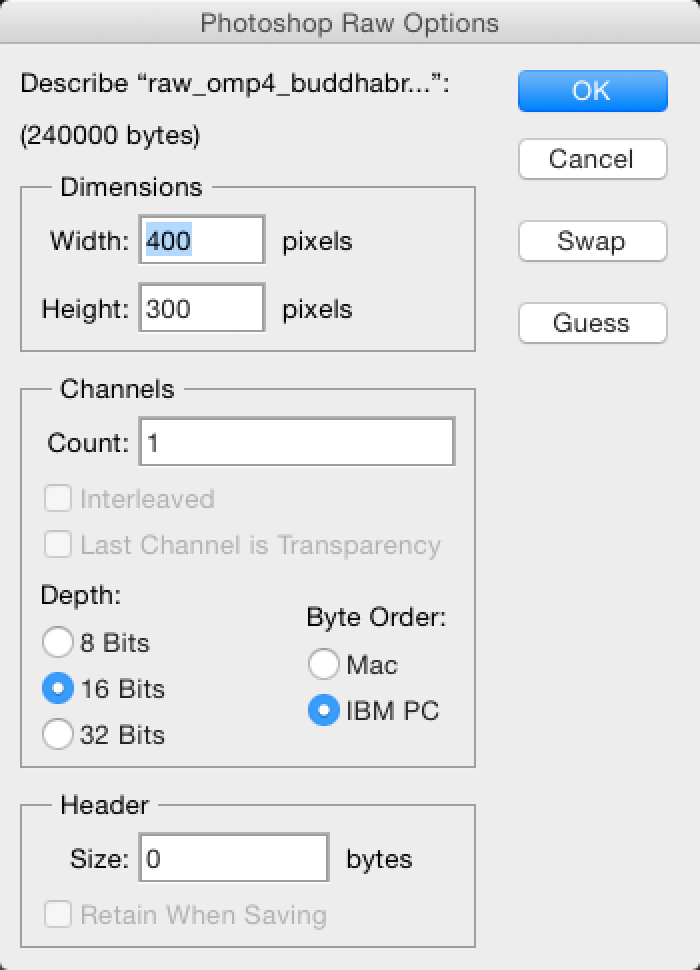 Photoshop Raw Options
Describe “raw_omp4_buddhabr...”:
(240000 bytes)
OK
Cancel
Swap
Guess
Dimensions
Width: 400 pixels
Height: 300 pixels
Channels
Count: 1
Interleaved
Last Channel is Transparency
Depth:
8 Bits
16 Bits
32 Bits
Byte Order:
Mac
IBM PC
Header
Size: 0 bytes
Retain When Saving